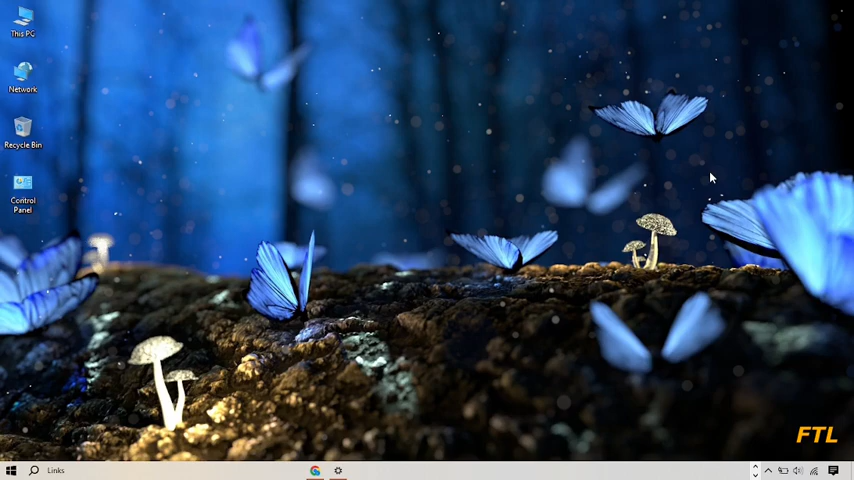 This PC
Network
Recycle Bin
Control
Panel
FTL
Links